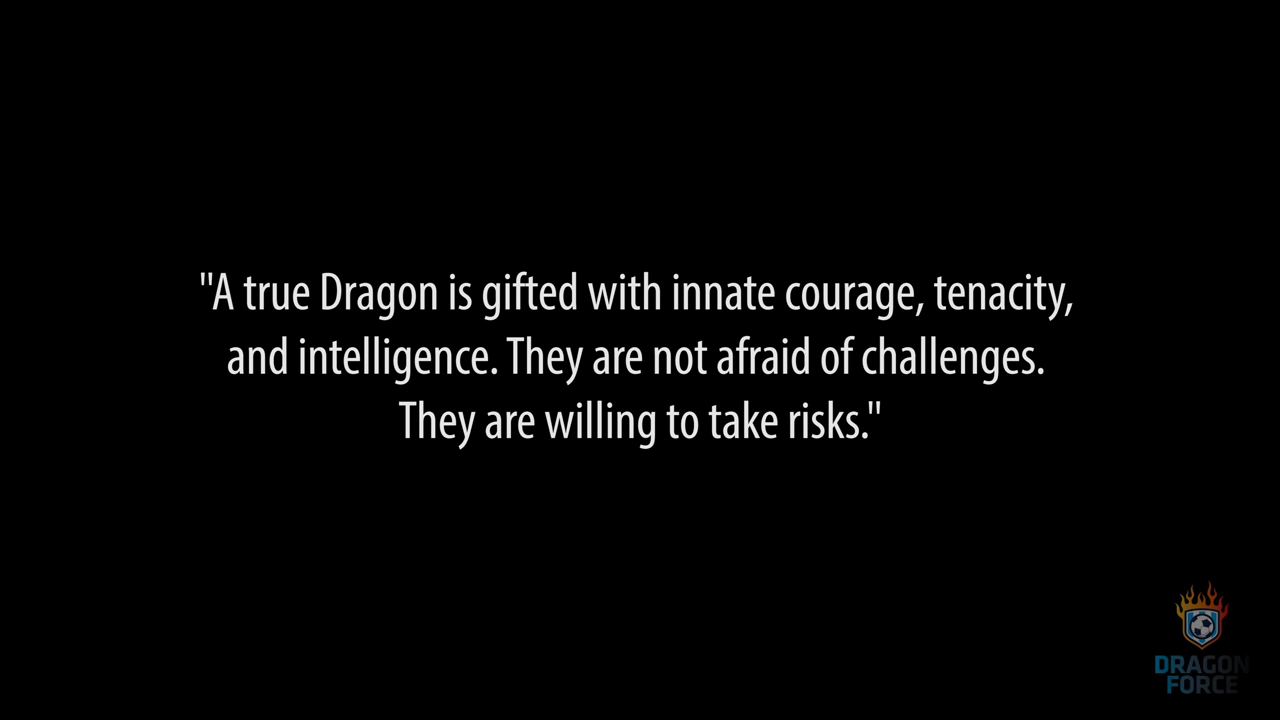 "A true Dragon is gifted with innate courage, tenacity,
and intelligence. They are not afraid of challenges.
They are willing to take risks."
DRAGON
FORCE